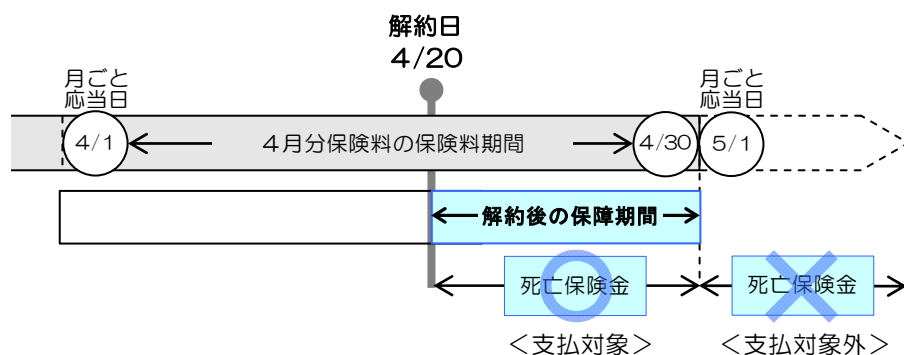 解約日
4/20
月ごと
応当日
月ごと
応当日
4/1
4月分保険料の保険料期間
4/30
5/1
解約後の保障期間
死亡保険金
死亡保険金
＜支払対象＞
＜支払対象外＞